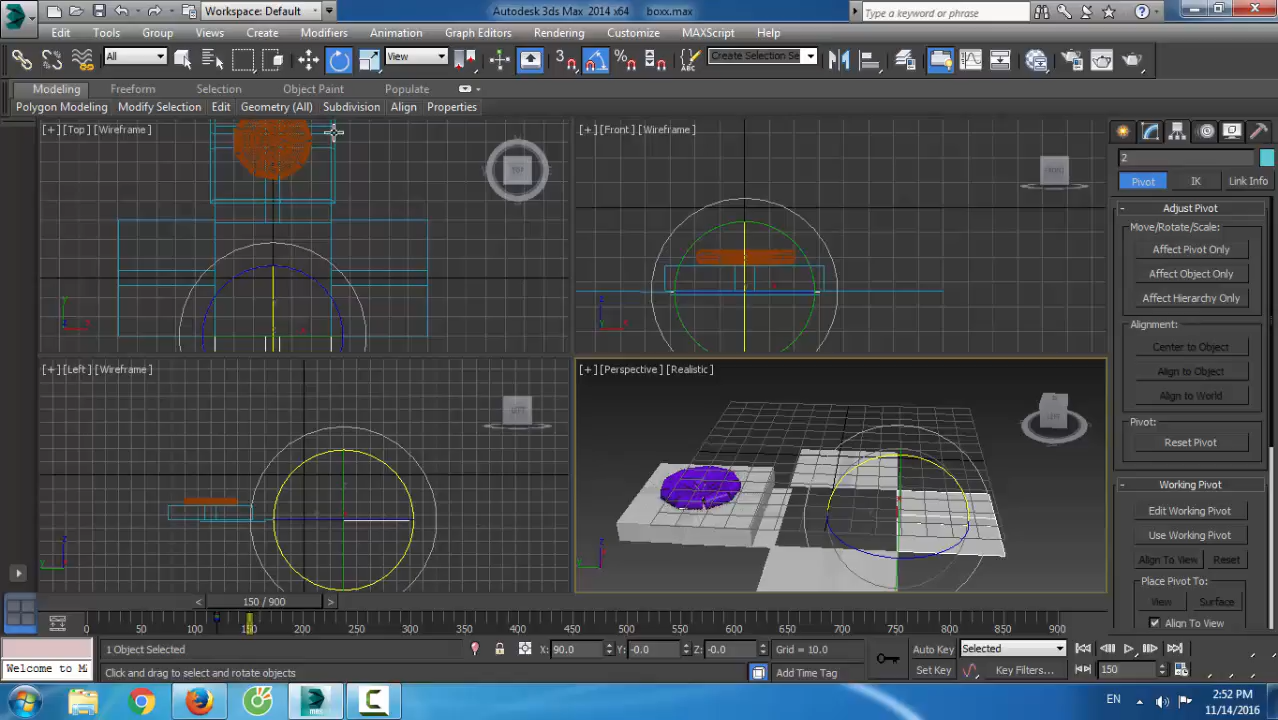 Workspace: Default
Autodesk 3ds Max 2014 x64 boxx.max
Type a keyword or phrase
Edit Tools Group Views Create Modifiers Animation Graph Editors Rendering Customize MAXScript Help
All View 3 Create Selection Se
Modeling Freeform Selection Object Paint Populate
Polygon Modeling Modify Selection Edit Geometry (All) Subdivision Align Properties
[+] [Top] [Wireframe]
TOP
[+] [Front] [Wireframe]
[+] [Left] [Wireframe]
LEFT
[+] [Perspective] [Realistic]
2
Pivot IK Link Info
- Adjust Pivot
Move/Rotate/Scale:
Affect Pivot Only
Affect Object Only
Affect Hierarchy Only
Alignment:
Center to Object
Align to Object
Align to World
Pivot:
Reset Pivot
- Working Pivot
Edit Working Pivot
Use Working Pivot
Align To View Reset
Place Pivot To:
View Surface
Align To View
< 150 / 900 >
0 50 100 150 200 250 300 350 400 450 500 550 600 650 700 750 800 850 900
1 Object Selected X: 90.0 Y: -0.0 Z: -0.0 Grid = 10.0 Auto Key Selected
Welcome to M Click and drag to select and rotate objects Add Time Tag Set Key Key Filters... 150
EN 2:52 PM
11/14/2016